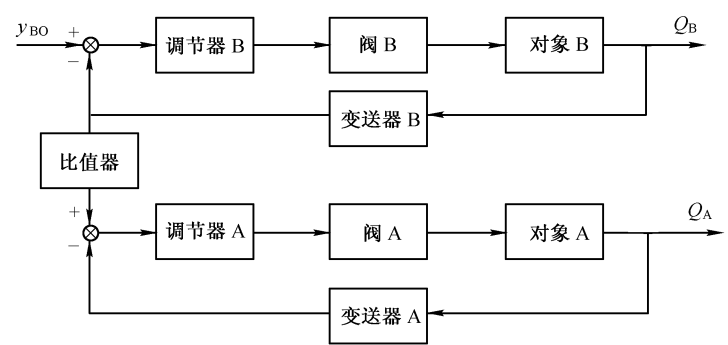 y_BO
+
−
调节器 B
阀 B
对象 B
Q_B
变送器 B
比值器
+
−
调节器 A
阀 A
对象 A
Q_A
变送器 A